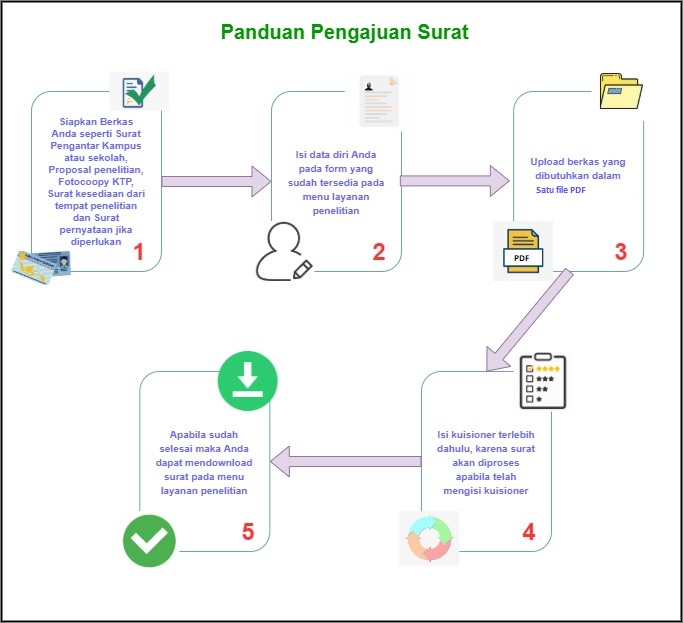 Panduan Pengajuan Surat
Siapkan Berkas
Anda seperti Surat
Pengantar Kampus
atau sekolah,
Proposal penelitian,
Fotocoopy KTP,
Surat kesediaan dari
tempat penelitian
dan Surat
pernyataan jika
diperlukan
1
Isi data diri Anda
pada form yang
sudah tersedia pada
menu layanan
penelitian
2
Upload berkas yang
dibutuhkan dalam
Satu file PDF
PDF
3
Isi kuisioner terlebih
dahulu, karena surat
akan diproses
apabila telah
mengisi kuisioner
4
Apabila sudah
selesai maka Anda
dapat mendownload
surat pada menu
layanan penelitian
5